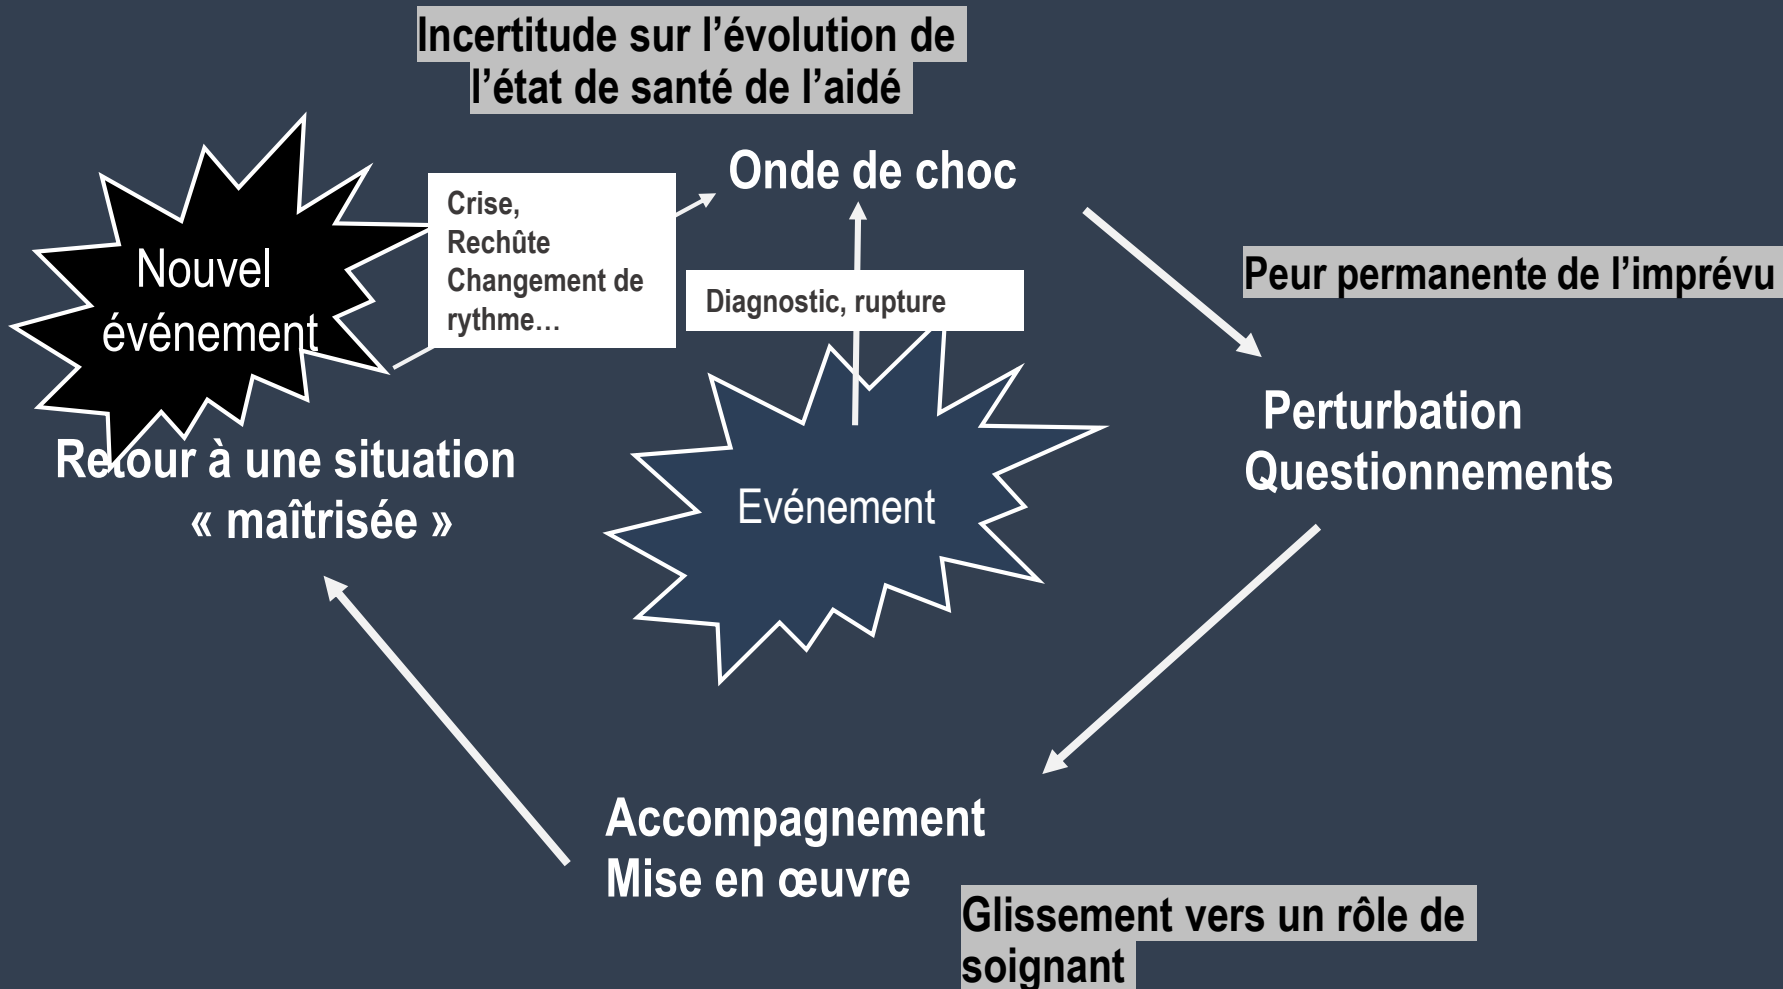 Incertitude sur l’évolution de
l’état de santé de l’aidé
Onde de choc
Crise,
Rechûte
Changement de
rythme…
Nouvel
événement
Diagnostic, rupture
Peur permanente de l’imprévu
Perturbation
Questionnements
Retour à une situation
« maîtrisée »
Evénement
Accompagnement
Mise en œuvre
Glissement vers un rôle de
soignant